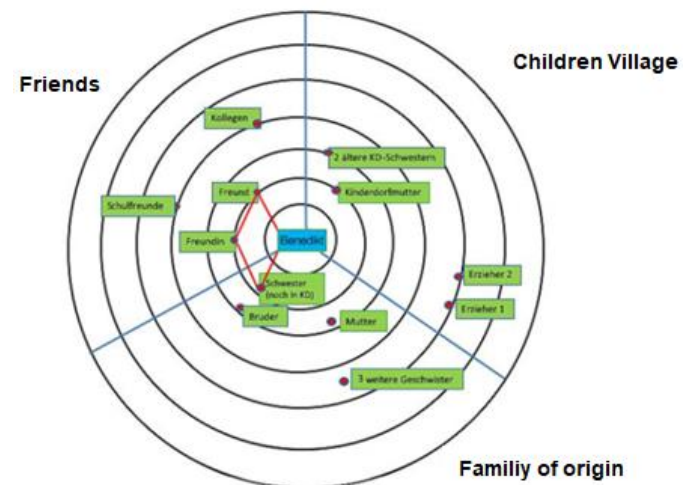 Children Village
Friends
Kollegen
2 ältere KD-Schwestern
Freund
Kinderdorfmutter
Schulfreunde
Freundin
Benedikt
Erzieher 2
Schwester
(noch in KD)
Erzieher 1
Bruder
Mutter
3 weitere Geschwister
Familiy of origin